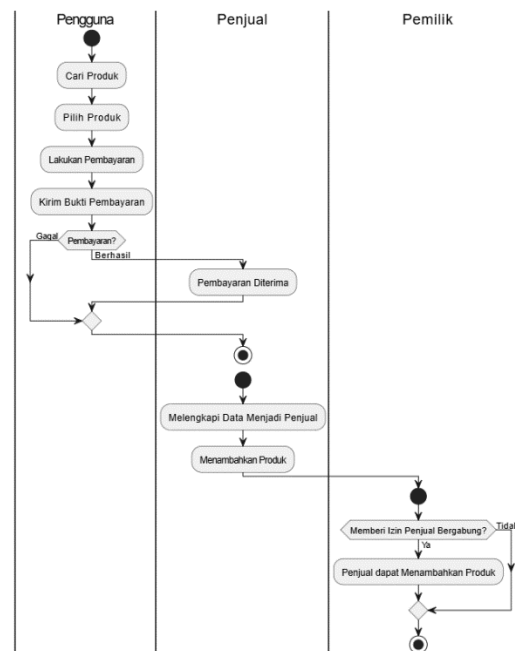 Pengguna
Penjual
Pemilik
Cari Produk
Pilih Produk
Lakukan Pembayaran
Kirim Bukti Pembayaran
Gagal
Pembayaran?
Berhasil
Pembayaran Diterima
Melengkapi Data Menjadi Penjual
Menambahkan Produk
Memberi Izin Penjual Bergabung?
Tidak
Ya
Penjual dapat Menambahkan Produk